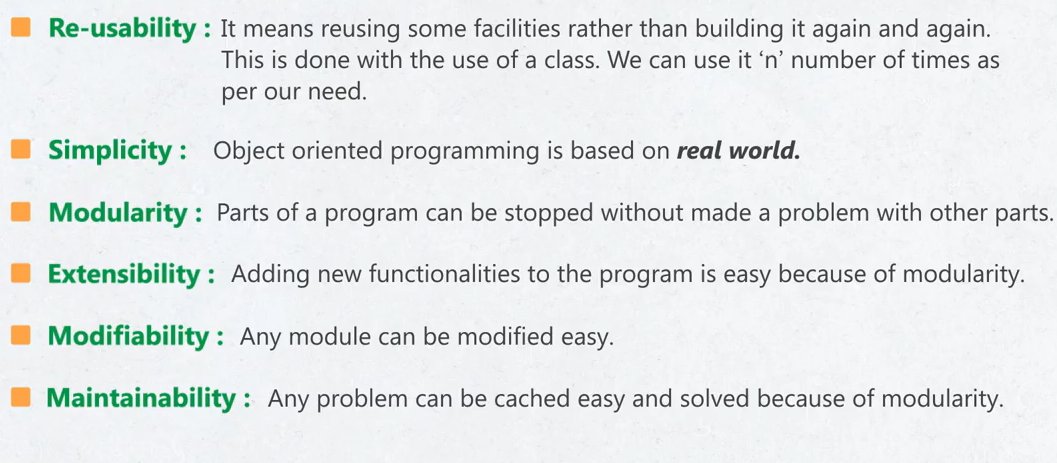 Re-usability : It means reusing some facilities rather than building it again and again.
This is done with the use of a class. We can use it ‘n’ number of times as
per our need.
Simplicity : Object oriented programming is based on real world.
Modularity : Parts of a program can be stopped without made a problem with other parts.
Extensibility : Adding new functionalities to the program is easy because of modularity.
Modifiability : Any module can be modified easy.
Maintainability : Any problem can be cached easy and solved because of modularity.